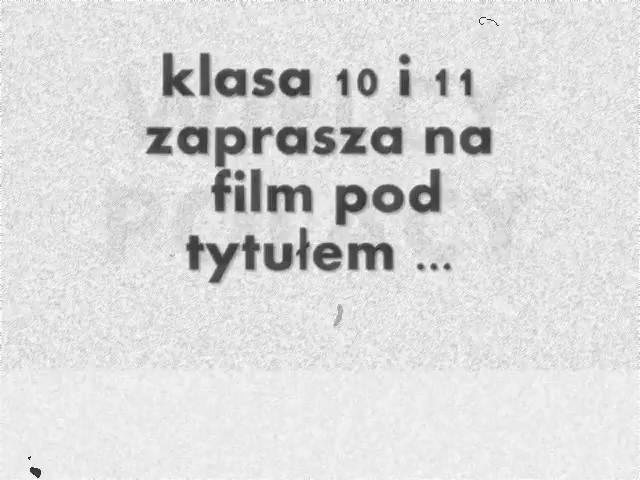 klasa 10 i 11
zaprasza na
film pod
tytułem ...